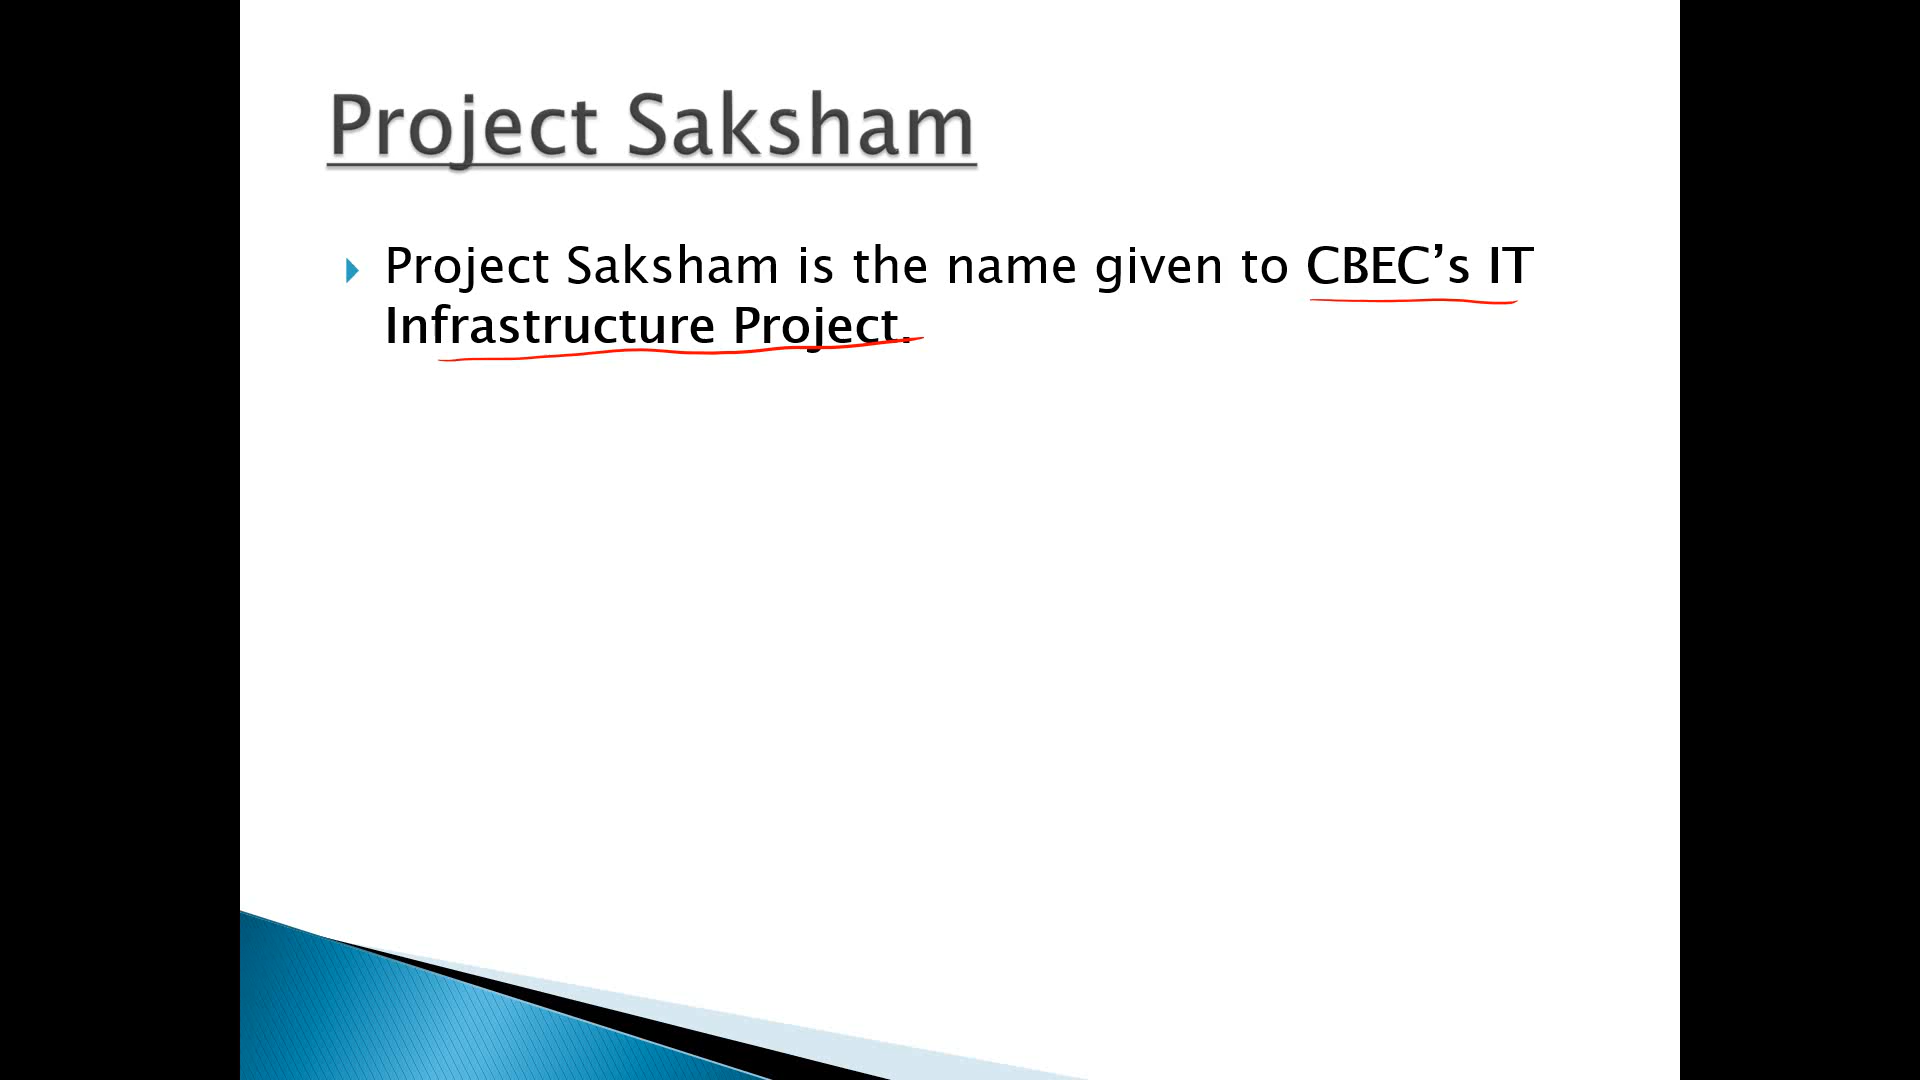 Project Saksham
Project Saksham is the name given to CBEC’s IT
Infrastructure Project.